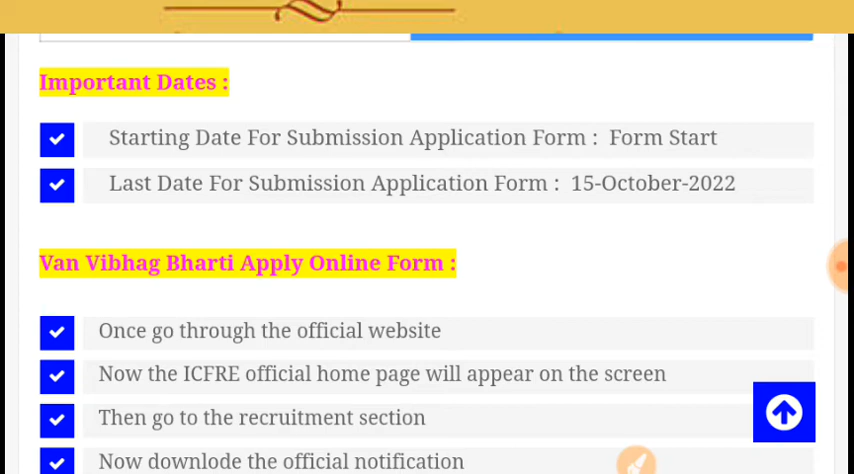 Important Dates :
Starting Date For Submission Application Form : Form Start
Last Date For Submission Application Form : 15-October-2022
Van Vibhag Bharti Apply Online Form :
Once go through the official website
Now the ICFRE official home page will appear on the screen
Then go to the recruitment section
Now downlode the official notification